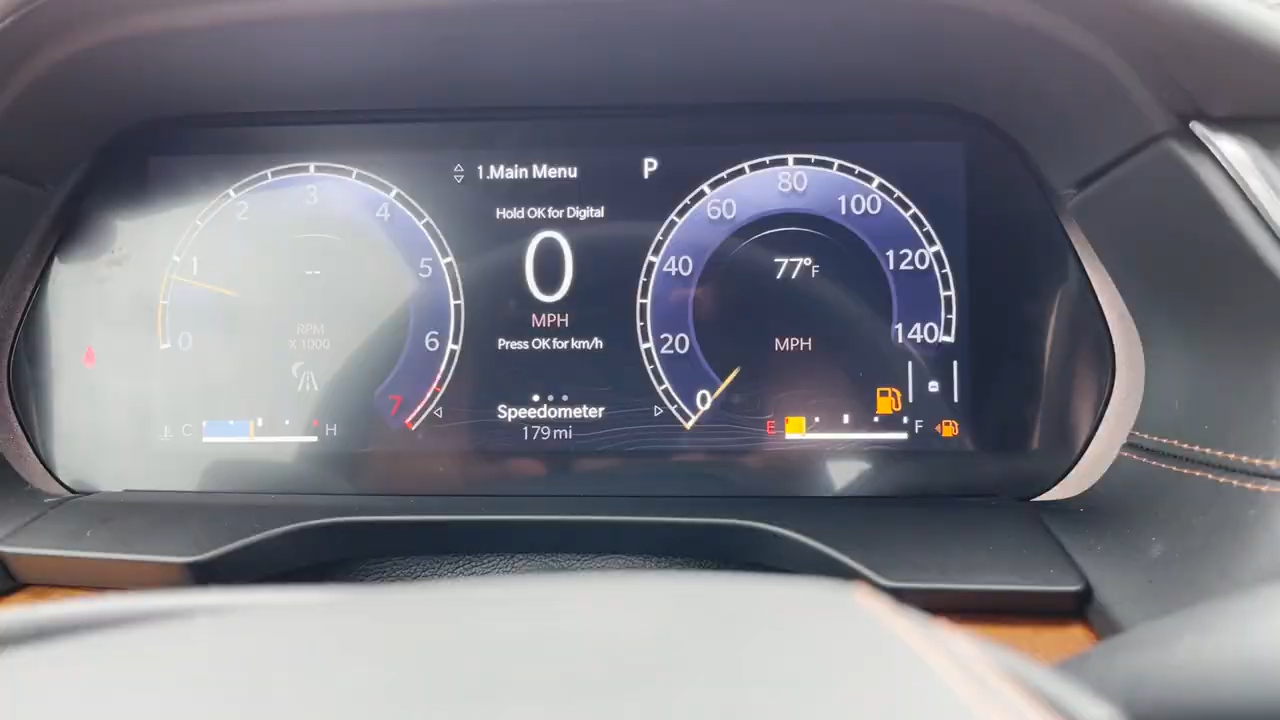 1.Main Menu
P
Hold OK for Digital
0
MPH
Press OK for km/h
Speedometer
179 mi
0
1
2
3
4
5
6
7
--
RPM
X 1000
C
H
0
20
40
60
80
100
120
140
77°F
MPH
E
F